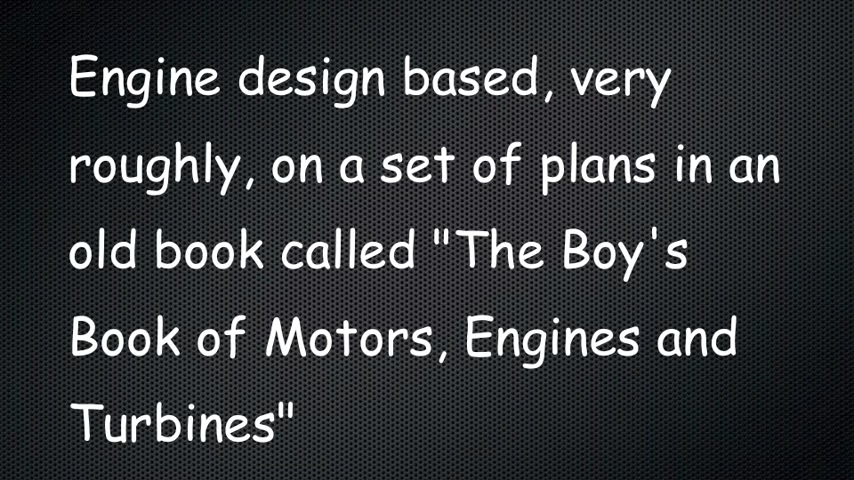 Engine design based, very
roughly, on a set of plans in an
old book called "The Boy's
Book of Motors, Engines and
Turbines"